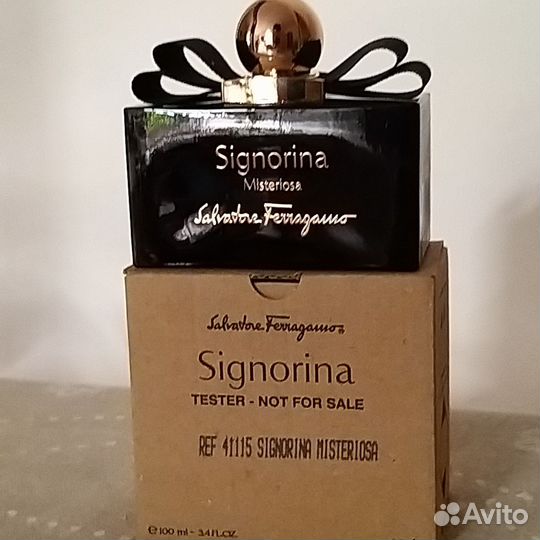 Signorina
Misteriosa
Salvatore Ferragamo
Salvatore Ferragamo
Signorina
TESTER - NOT FOR SALE
REF 41115 SIGNORINA MISTERIOSA
e 100 ml - 3.4 FL.OZ.
Avito